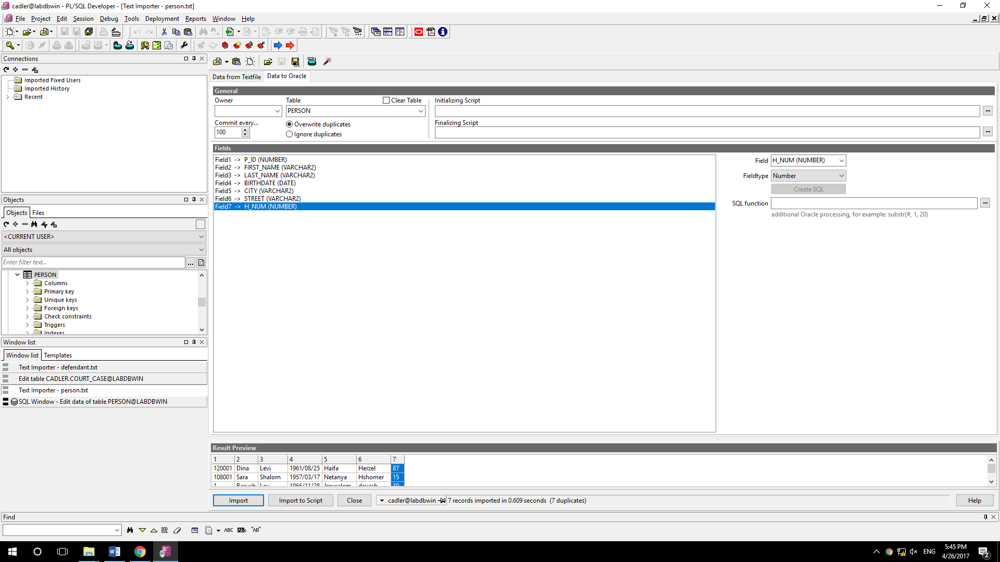 cadler@labdbwin - PL/SQL Developer - [Text Importer - person.txt]
File Project Edit Session Debug Tools Deployment Reports Window Help
Connections
Imported Fixed Users
Imported History
Recent
Objects
Objects Files
<CURRENT USER>
All objects
Enter filter text...
PERSON
Columns
Primary key
Unique keys
Foreign keys
Check constraints
Triggers
Indexes
Window list
Window list Templates
Text Importer - defendant.txt
Edit table CADLER.COURT_CASE@LABDBWIN
Text Importer - person.txt
SQL Window - Edit data of table PERSON@LABDBWIN
Data from Textfile Data to Oracle
General
Owner Table Clear Table Initializing Script
PERSON
Commit every... Overwrite duplicates Finalizing Script
100 Ignore duplicates
Fields
Field1 -> P_ID (NUMBER)
Field2 -> FIRST_NAME (VARCHAR2)
Field3 -> LAST_NAME (VARCHAR2)
Field4 -> BIRTHDATE (DATE)
Field5 -> CITY (VARCHAR2)
Field6 -> STREET (VARCHAR2)
Field7 -> H_NUM (NUMBER)
Field H_NUM (NUMBER)
Fieldtype Number
Create SQL
SQL function
additional Oracle processing, for example: substr(#, 1, 20)
Result Preview
1 2 3 4 5 6 7
120001 Dina Levi 1961/08/25 Haifa Herzel 87
108001 Sara Shalom 1957/03/17 Netanya Hshomer 15
1 Baruch Lev 1966/11/28 Jerusalem devash
Import Import to Script Close cadler@labdbwin 7 records imported in 0.609 seconds (7 duplicates) Help
Find
ABC "AB"
ENG
5:45 PM
4/26/2017
2